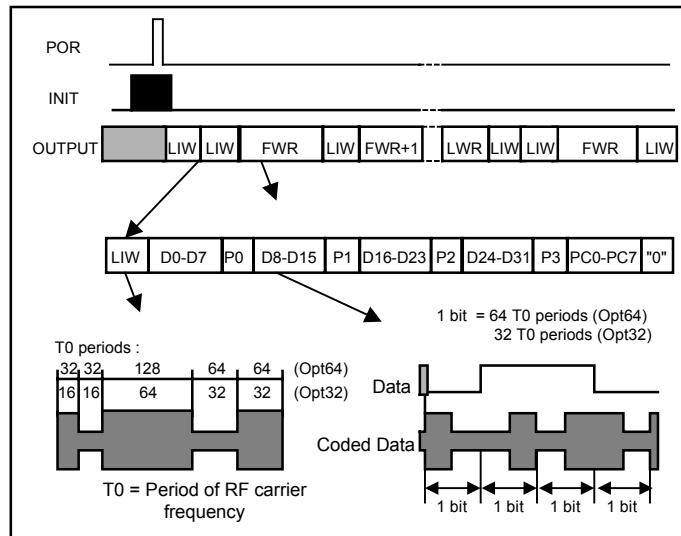 POR
INIT
OUTPUT LIW LIW FWR LIW FWR+1 LWR LIW LIW FWR LIW
LIW D0-D7 P0 D8-D15 P1 D16-D23 P2 D24-D31 P3 PC0-PC7 "0"
1 bit = 64 T0 periods (Opt64)
32 T0 periods (Opt32)
T0 periods :
32 32 128 64 64 (Opt64)
16 16 64 32 32 (Opt32)
Data
Coded Data
T0 = Period of RF carrier
frequency
1 bit 1 bit 1 bit 1 bit